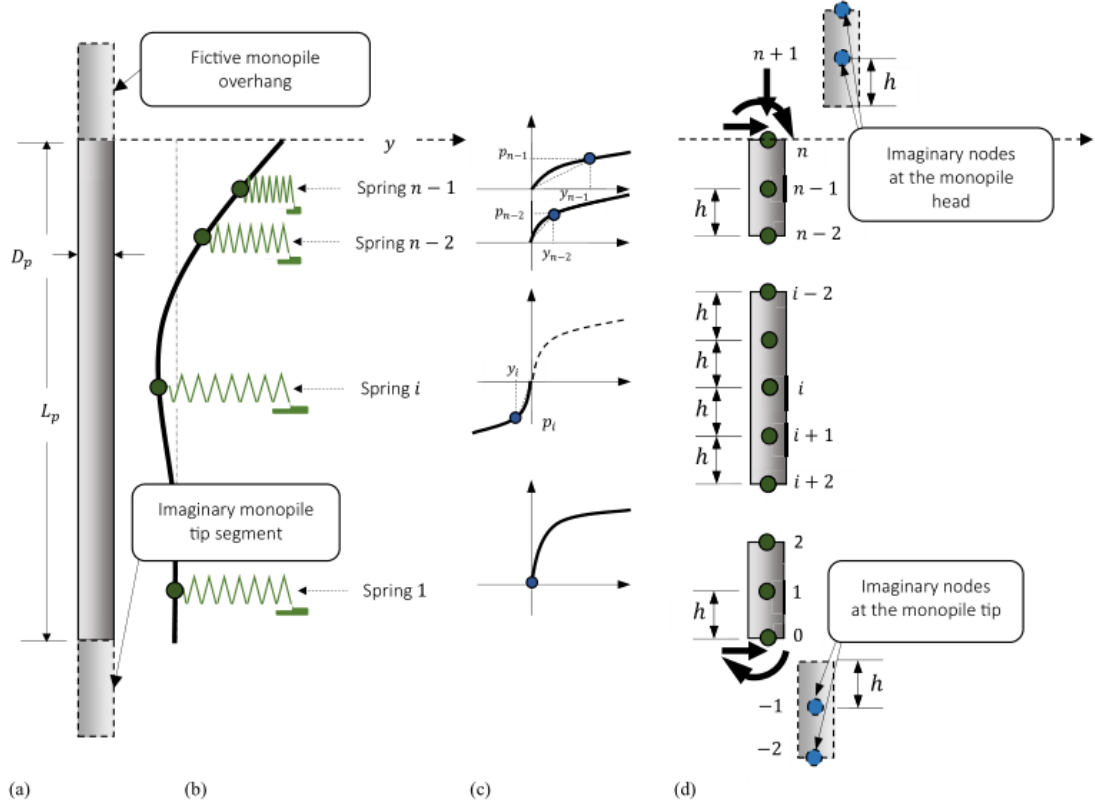 Fictive monopile
overhang
y
Spring n − 1
Spring n − 2
D_p
L_p
Spring i
Imaginary monopile
tip segment
Spring 1
p_{n−1}
y_{n−1}
p_{n−2}
y_{n−2}
y_i
p_i
n + 1
h
Imaginary nodes
at the monopile
head
n
n − 1
h
n − 2
i − 2
h
h
i
h
i + 1
h
i + 2
2
1
h
0
Imaginary nodes
at the monopile tip
h
−1
−2
(a) (b) (c) (d)